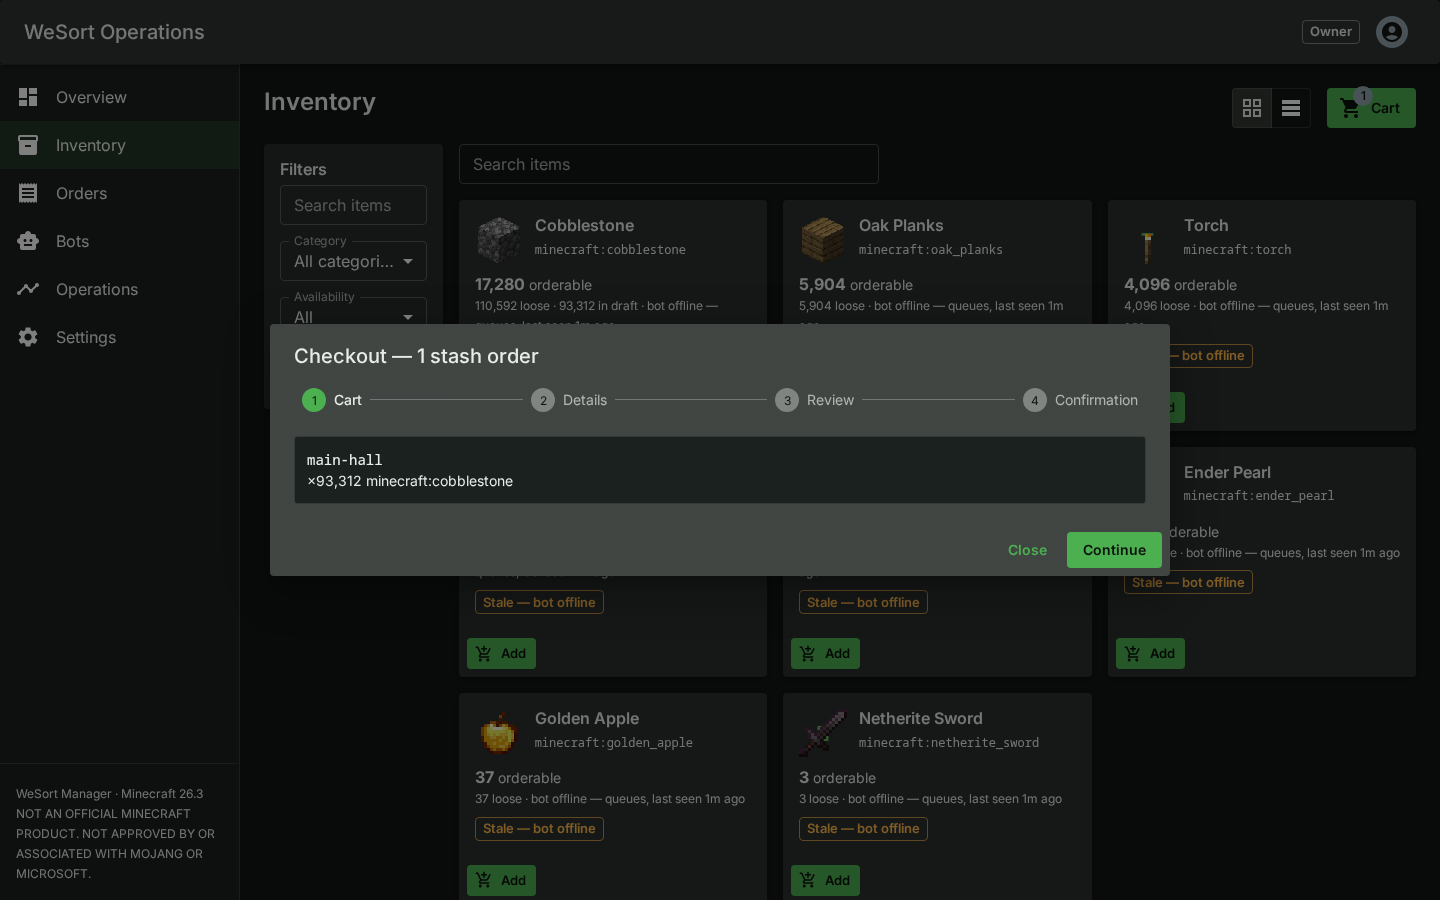 WeSort Operations
Owner
Overview
Inventory
Orders
Bots
Operations
Settings
WeSort Manager · Minecraft 26.3
NOT AN OFFICIAL MINECRAFT
PRODUCT. NOT APPROVED BY OR
ASSOCIATED WITH MOJANG OR
MICROSOFT.
Inventory
1
Cart
Filters
Search items
Category
All categori...
Availability
All
Search items
Cobblestone
minecraft:cobblestone
17,280 orderable
110,592 loose · 93,312 in draft · bot offline —
Oak Planks
minecraft:oak_planks
5,904 orderable
5,904 loose · bot offline — queues, last seen 1m
Torch
minecraft:torch
4,096 orderable
4,096 loose · bot offline — queues, last seen 1m
— bot offline
Checkout — 1 stash order
1 Cart
2 Details
3 Review
4 Confirmation
main-hall
×93,312 minecraft:cobblestone
Close
Continue
Stale — bot offline
Add
Stale — bot offline
Add
Ender Pearl
minecraft:ender_pearl
orderable
· bot offline — queues, last seen 1m ago
Stale — bot offline
Add
Golden Apple
minecraft:golden_apple
37 orderable
37 loose · bot offline — queues, last seen 1m ago
Stale — bot offline
Add
Netherite Sword
minecraft:netherite_sword
3 orderable
3 loose · bot offline — queues, last seen 1m ago
Stale — bot offline
Add